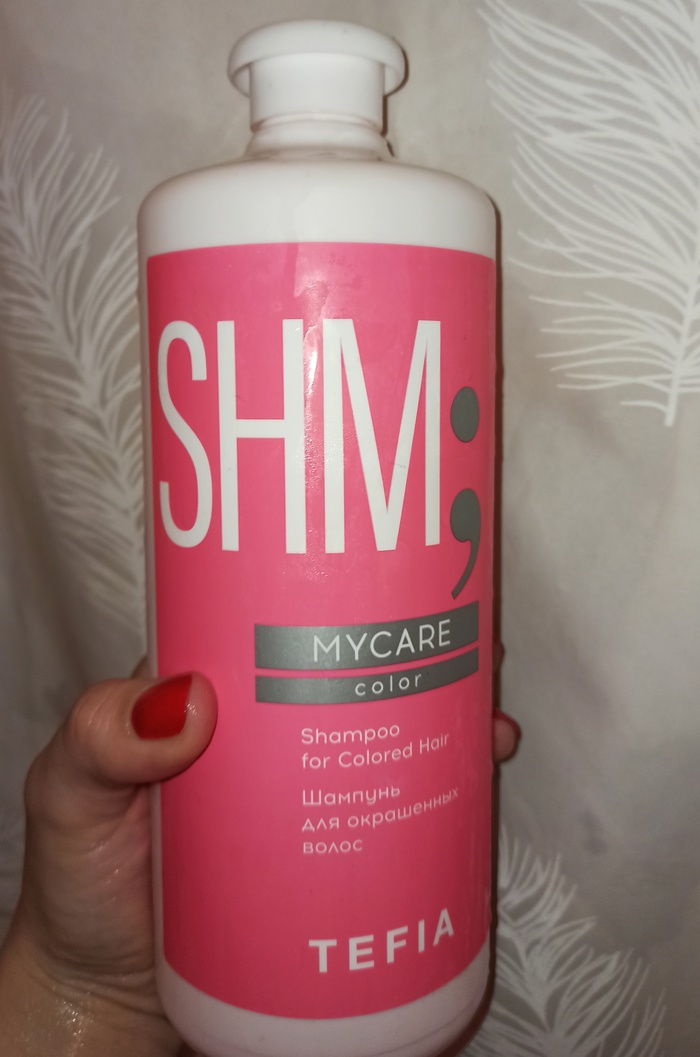 SHM;
MYCARE
color
Shampoo
for Colored Hair
Шампунь
для окрашенных
волос
TEFIA